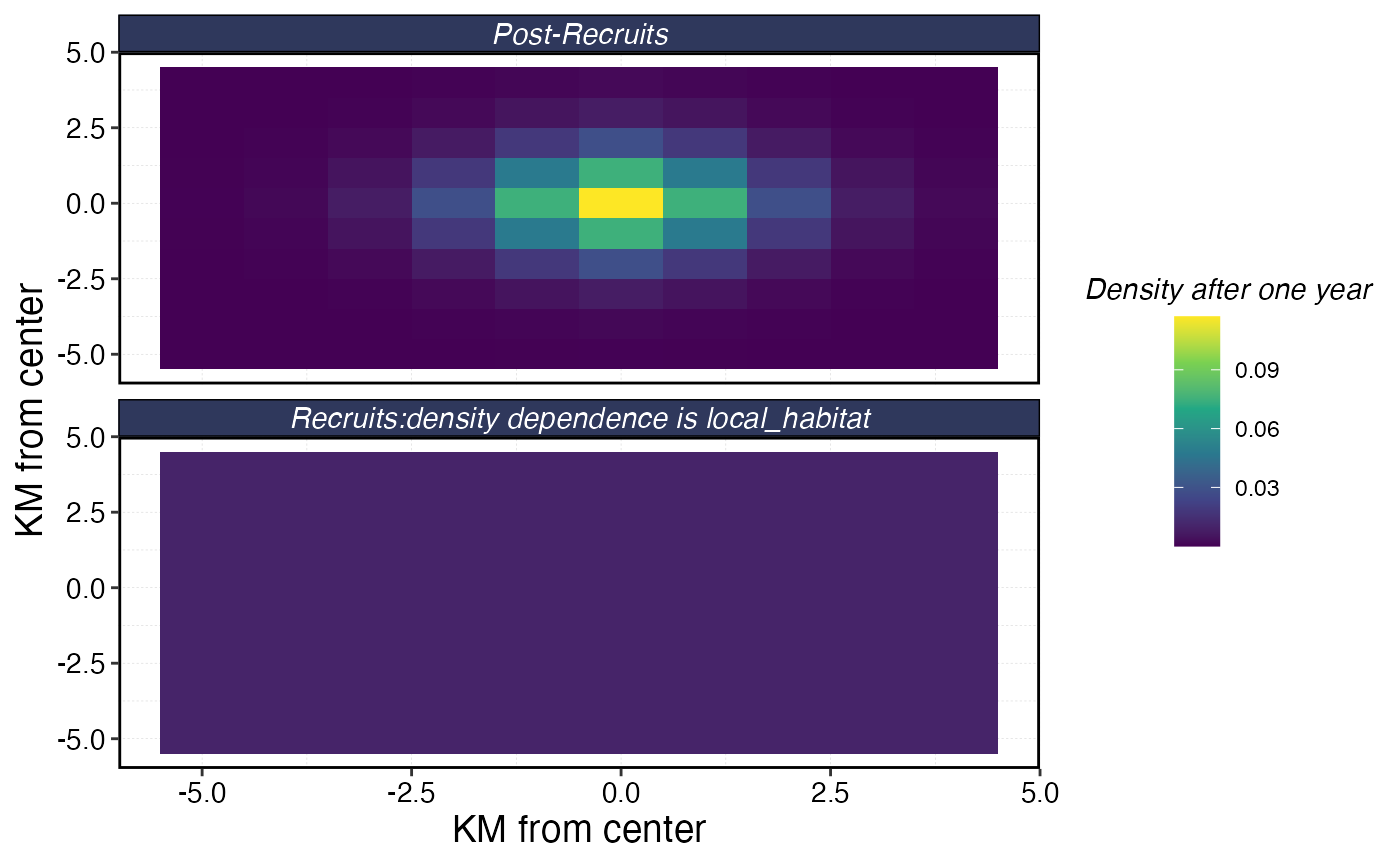 Post-Recruits
5.0
2.5
0.0
-2.5
-5.0
Recruits:density dependence is local_habitat
5.0
2.5
0.0
-2.5
-5.0
-5.0 -2.5 0.0 2.5 5.0
KM from center
KM from center
Density after one year
0.09
0.06
0.03